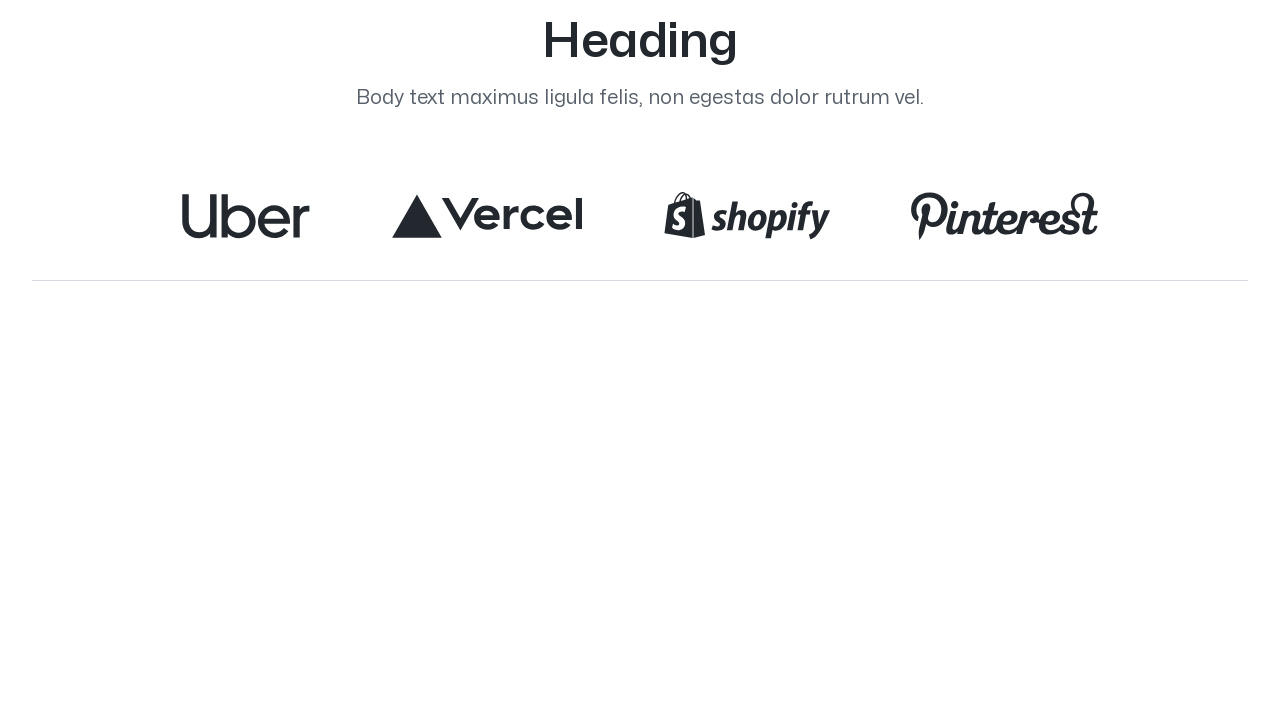 Heading
Body text maximus ligula felis, non egestas dolor rutrum vel.
Uber Vercel shopify Pinterest